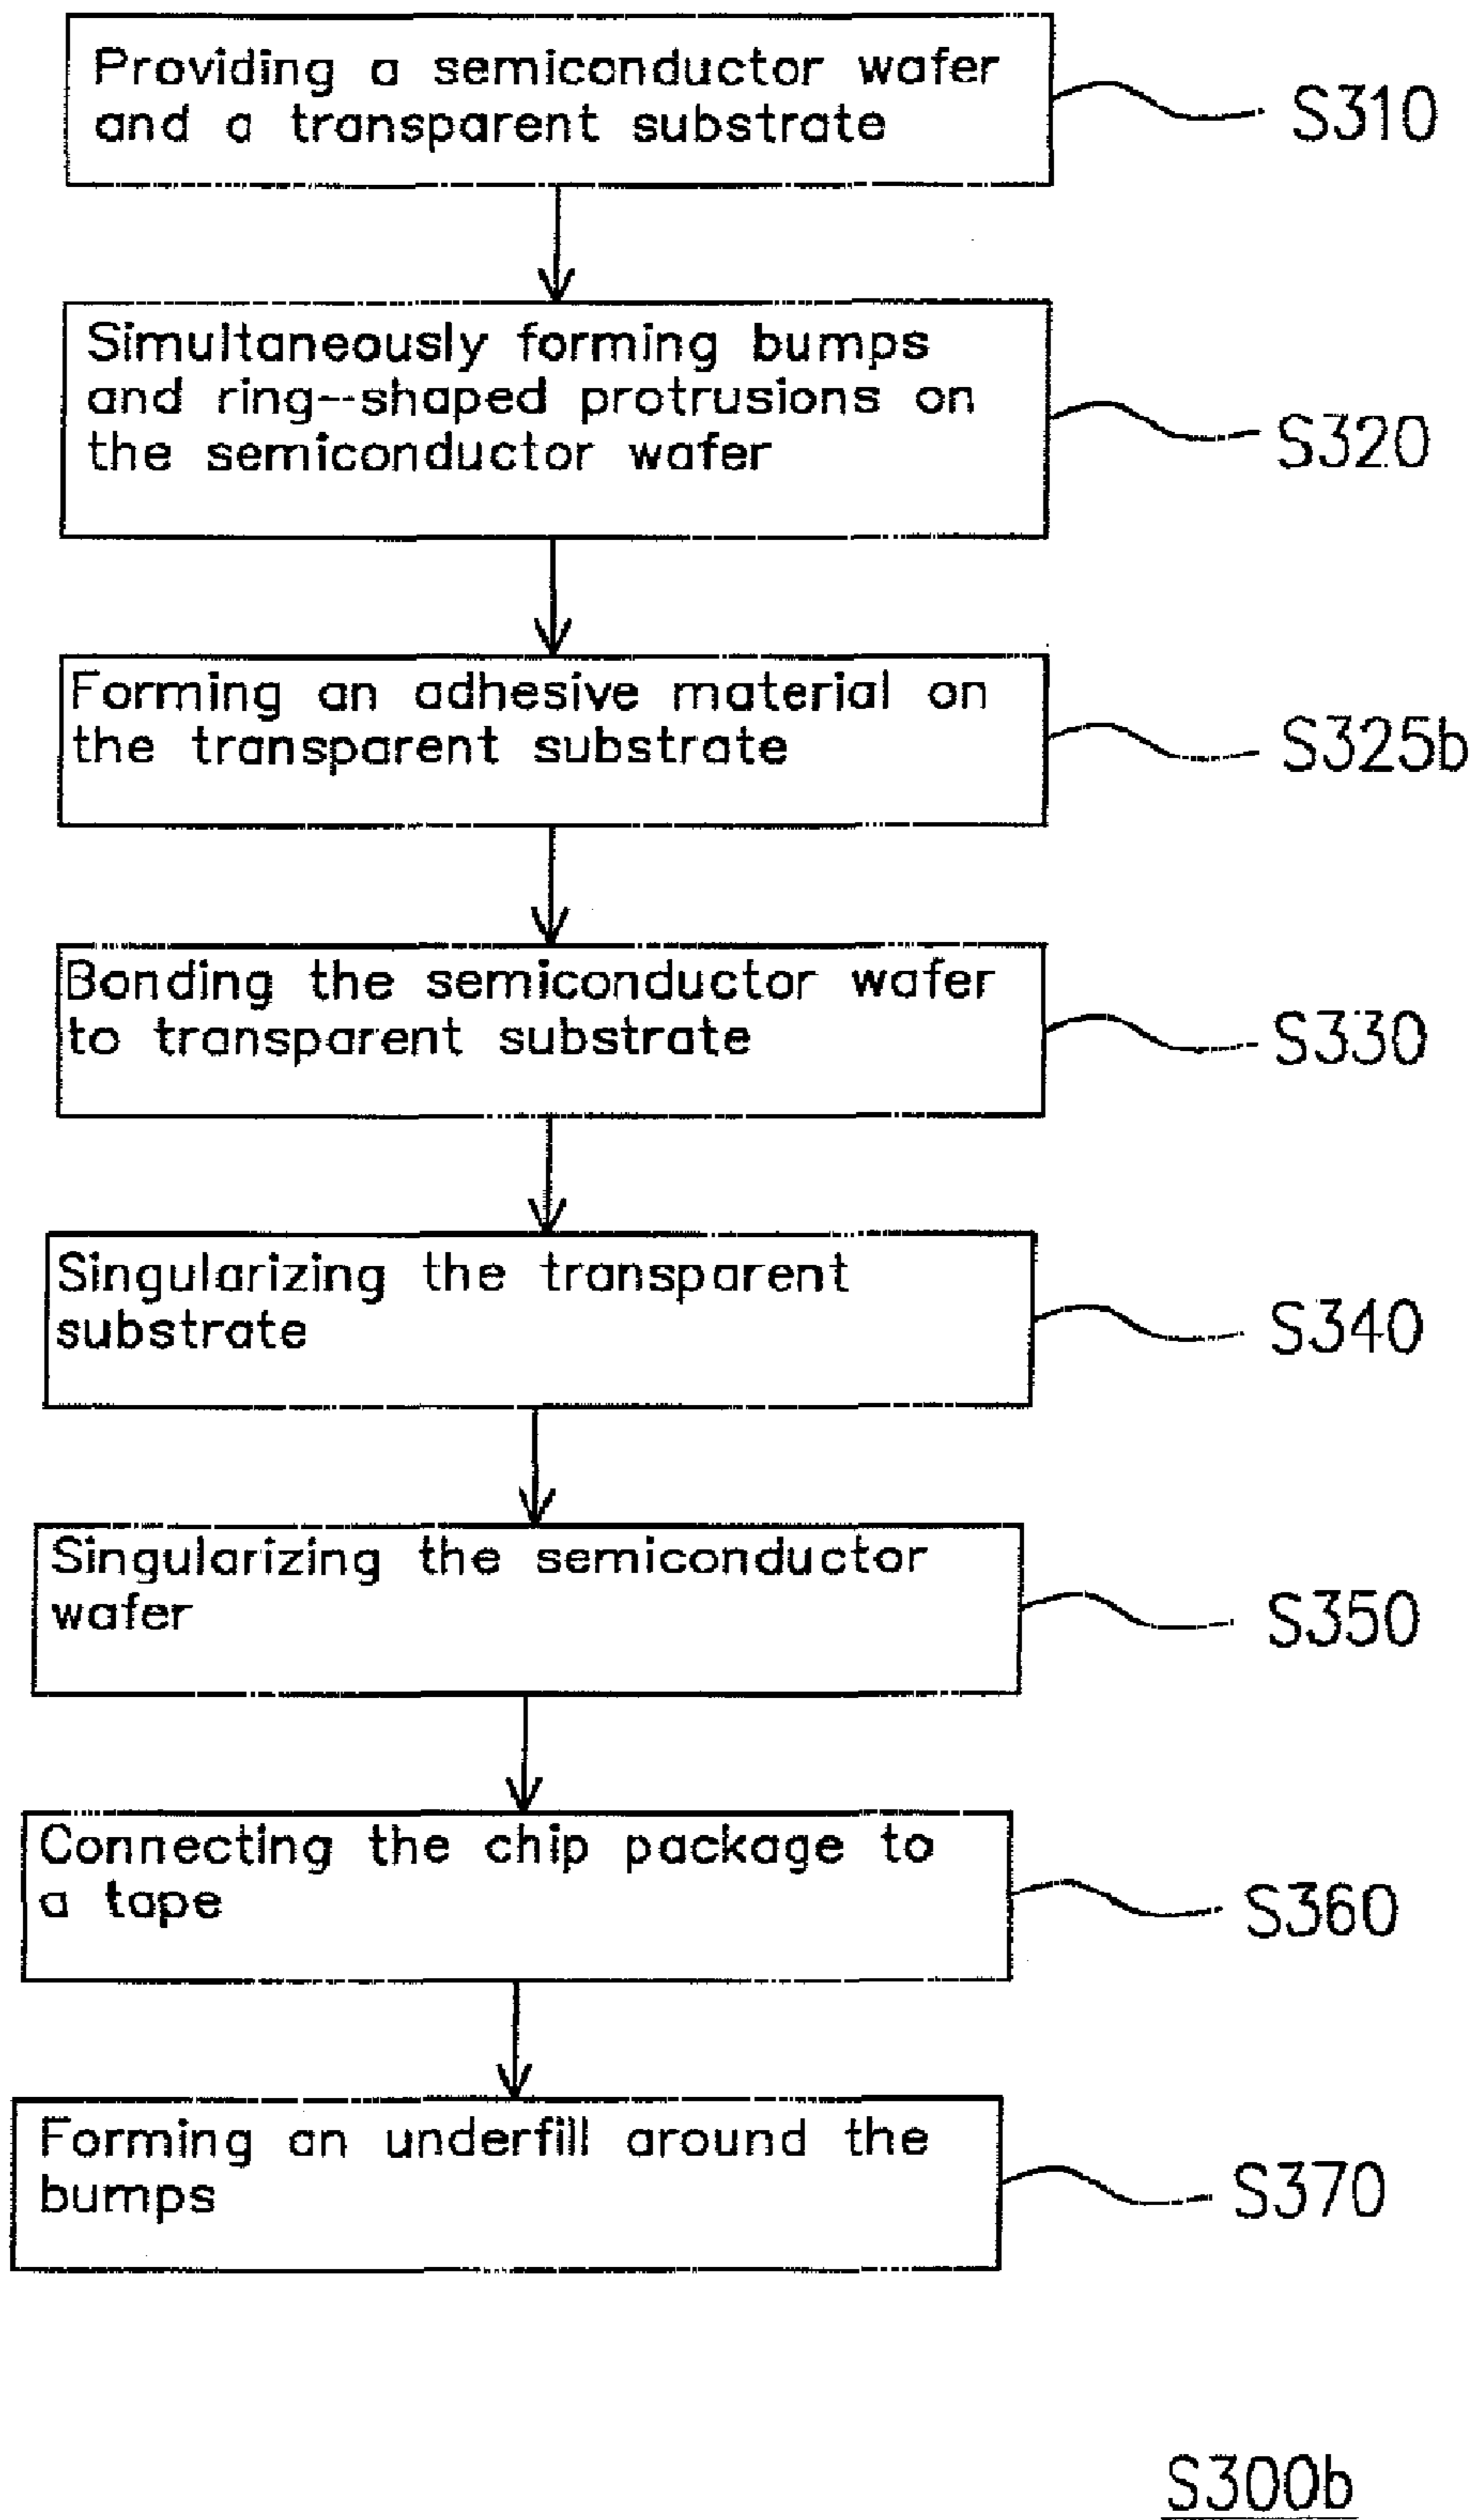 Providing a semiconductor wafer
and a transparent substrate
S310
Simultaneously forming bumps
and ring--shaped protrusions on
the semiconductor wafer
S320
Forming an adhesive material on
the transparent substrate
S325b
Bonding the semiconductor wafer
to transparent substrate
S330
Singularizing the transparent
substrate
S340
Singularizing the semiconductor
wafer
S350
Connecting the chip package to
a tape
S360
Forming an underfill around the
bumps
S370
S300b